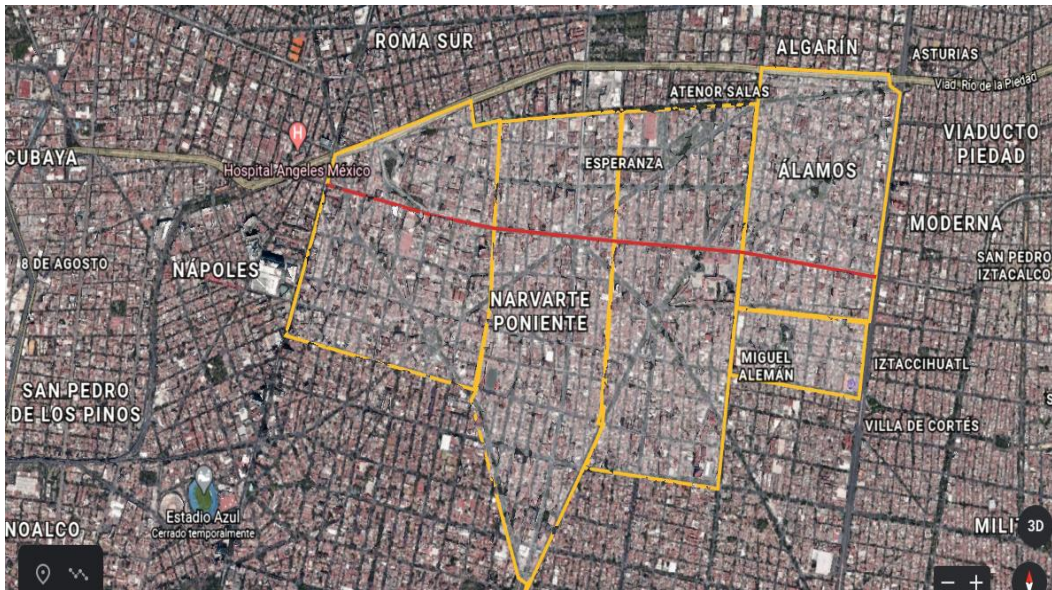 ROMA SUR
ALGARÍN
ASTURIAS
Viad. Río de la Piedad
ATENOR SALAS
VIADUCTO
PIEDAD
CUBAYA
Hospital Angeles México
H
ESPERANZA
ÁLAMOS
MODERNA
8 DE AGOSTO
NÁPOLES
SAN PEDRO
IZTACALCO
NARVARTE
PONIENTE
MIGUEL
ALEMÁN
IZTACCIHUATL
SAN PEDRO
DE LOS PINOS
S
VILLA DE CORTÉS
Estadio Azul
Cerrado temporalmente
NOALCO
MILI
3D
− +